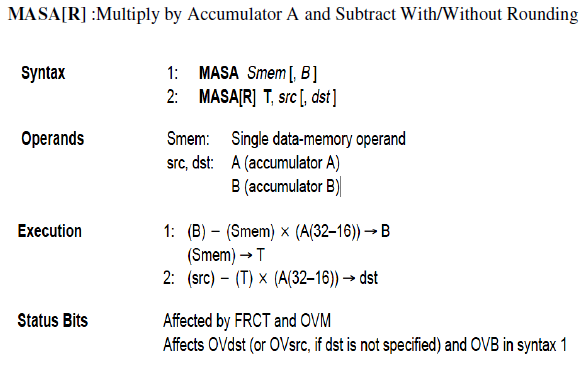 MASA[R] :Multiply by Accumulator A and Subtract With/Without Rounding
Syntax 1: MASA Smem [, B ]
2: MASA[R] T, src [, dst ]
Operands Smem: Single data-memory operand
src, dst: A (accumulator A)
B (accumulator B)
Execution 1: (B) − (Smem) × (A(32–16)) → B
(Smem) → T
2: (src) − (T) × (A(32–16)) → dst
Status Bits Affected by FRCT and OVM
Affects OVdst (or OVsrc, if dst is not specified) and OVB in syntax 1